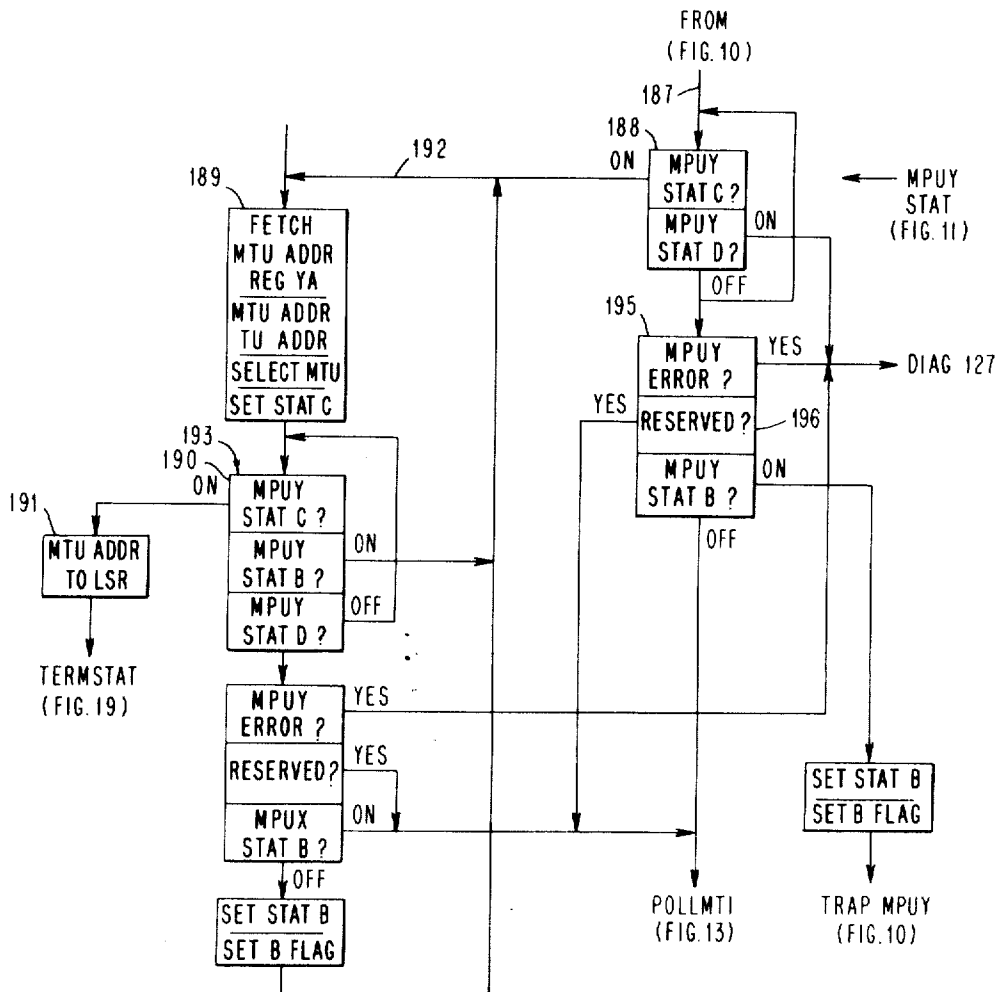 FROM
(FIG.10)
187
188
ON
MPUY
STAT C?
MPUY
STAT D?
ON
OFF
MPUY
STAT
(FIG.11)
192
189
FETCH
MTU ADDR
REG YA
MTU ADDR
TU ADDR
SELECT MTU
SET STAT C
195
MPUY
ERROR ?
YES
DIAG 127
YES
RESERVED?
196
MPUY
STAT B?
ON
OFF
193
190
ON
MPUY
STAT C?
MPUY
STAT B?
ON
MPUY
STAT D?
OFF
191
MTU ADDR
TO LSR
TERMSTAT
(FIG.19)
MPUY
ERROR ?
YES
RESERVED?
YES
MPUX
STAT B?
ON
OFF
SET STAT B
SET B FLAG
SET STAT B
SET B FLAG
POLLMTI
(FIG.13)
TRAP MPUY
(FIG.10)